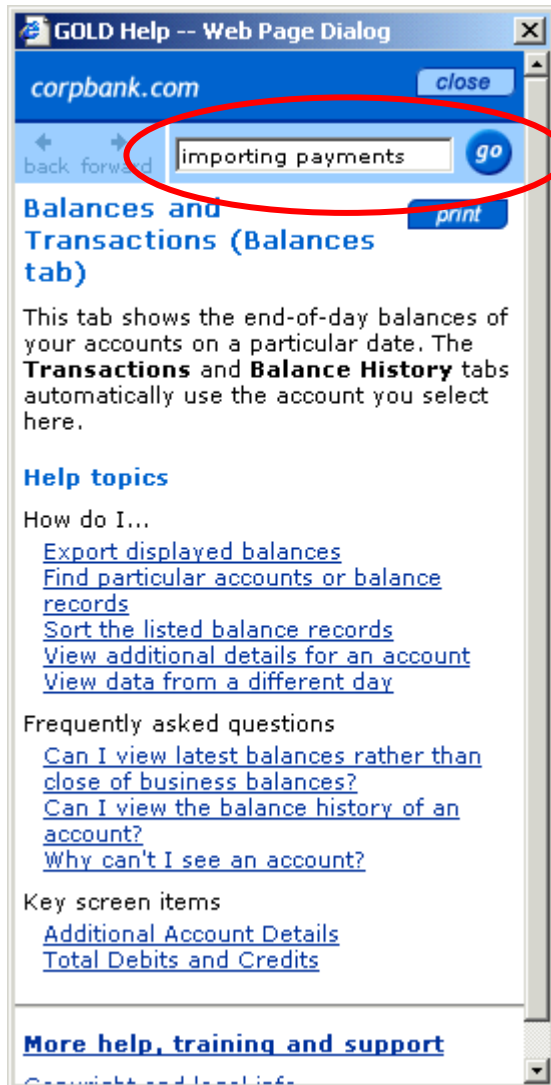 GOLD Help -- Web Page Dialog
corpbank.com
close
back forward
importing payments
go
Balances and
Transactions (Balances
tab)
print
This tab shows the end-of-day balances of
your accounts on a particular date. The
Transactions and Balance History tabs
automatically use the account you select
here.
Help topics
How do I...
Export displayed balances
Find particular accounts or balance
records
Sort the listed balance records
View additional details for an account
View data from a different day
Frequently asked questions
Can I view latest balances rather than
close of business balances?
Can I view the balance history of an
account?
Why can't I see an account?
Key screen items
Additional Account Details
Total Debits and Credits
More help, training and support
Copyright and legal info